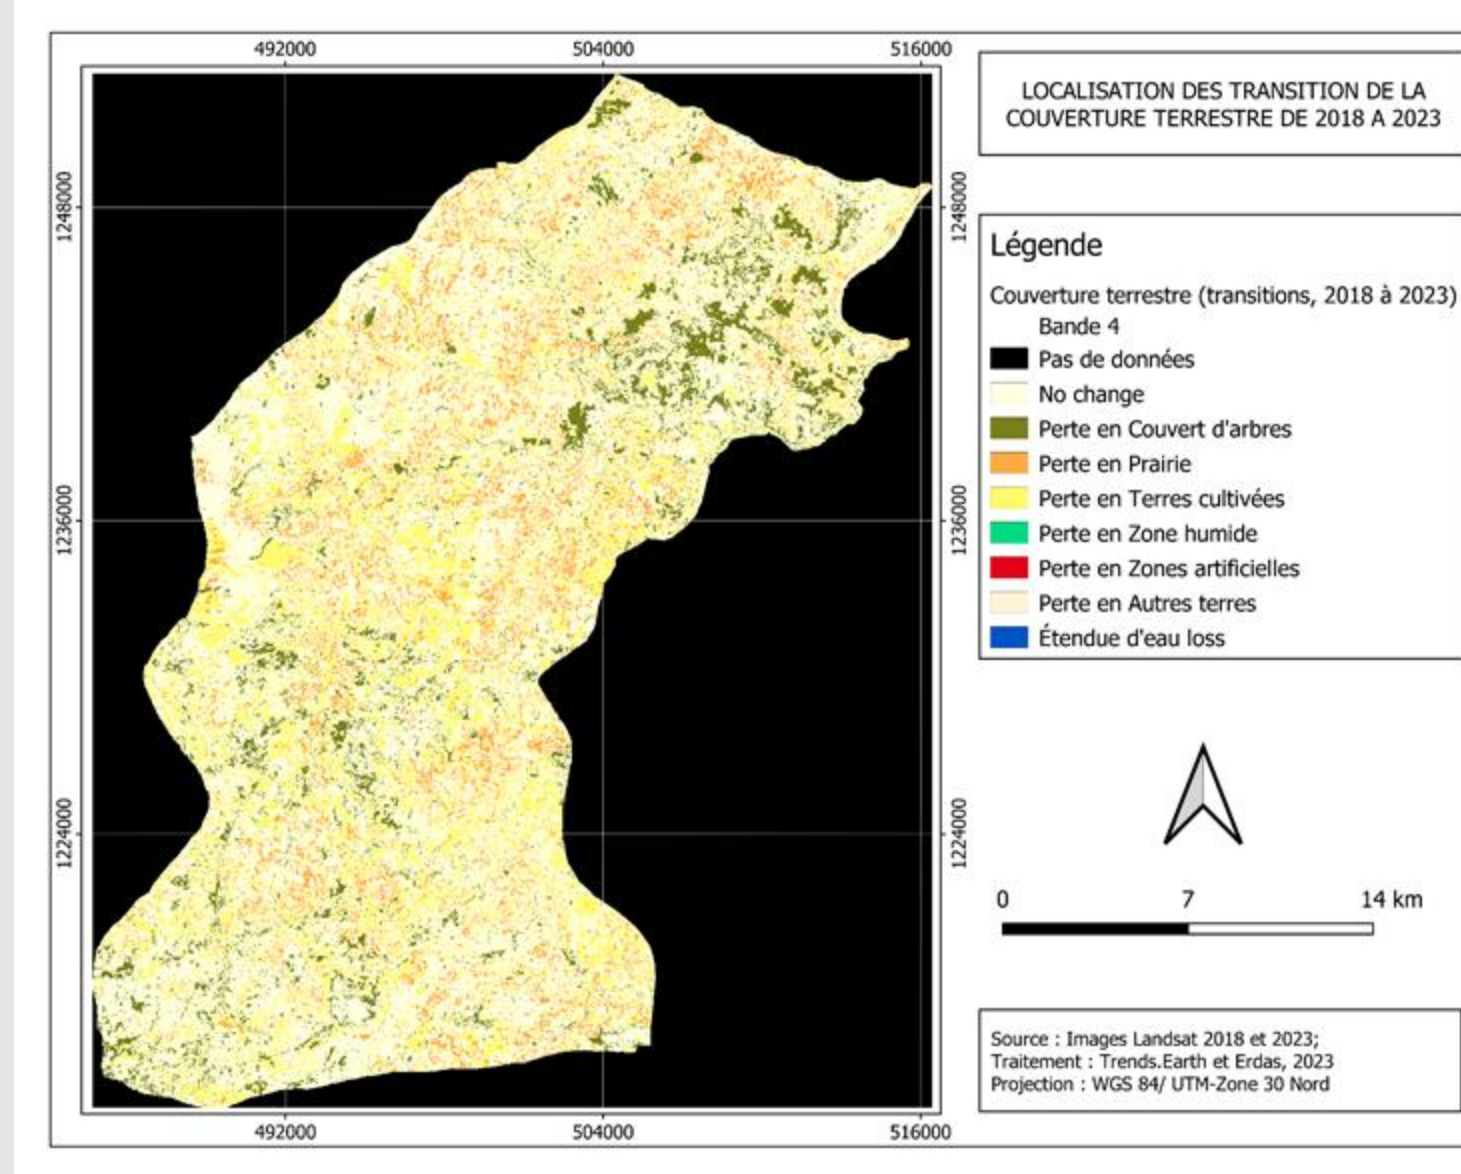 492000
504000
516000
LOCALISATION DES TRANSITION DE LA
COUVERTURE TERRESTRE DE 2018 A 2023
1248000
1248000
Légende
Couverture terrestre (transitions, 2018 à 2023)
Bande 4
Pas de données
No change
Perte en Couvert d'arbres
Perte en Prairie
Perte en Terres cultivées
Perte en Zone humide
Perte en Zones artificielles
Perte en Autres terres
Étendue d'eau loss
1236000
1236000
1224000
1224000
0 7 14 km
Source : Images Landsat 2018 et 2023;
Traitement : Trends.Earth et Erdas, 2023
Projection : WGS 84/ UTM-Zone 30 Nord
492000
504000
516000